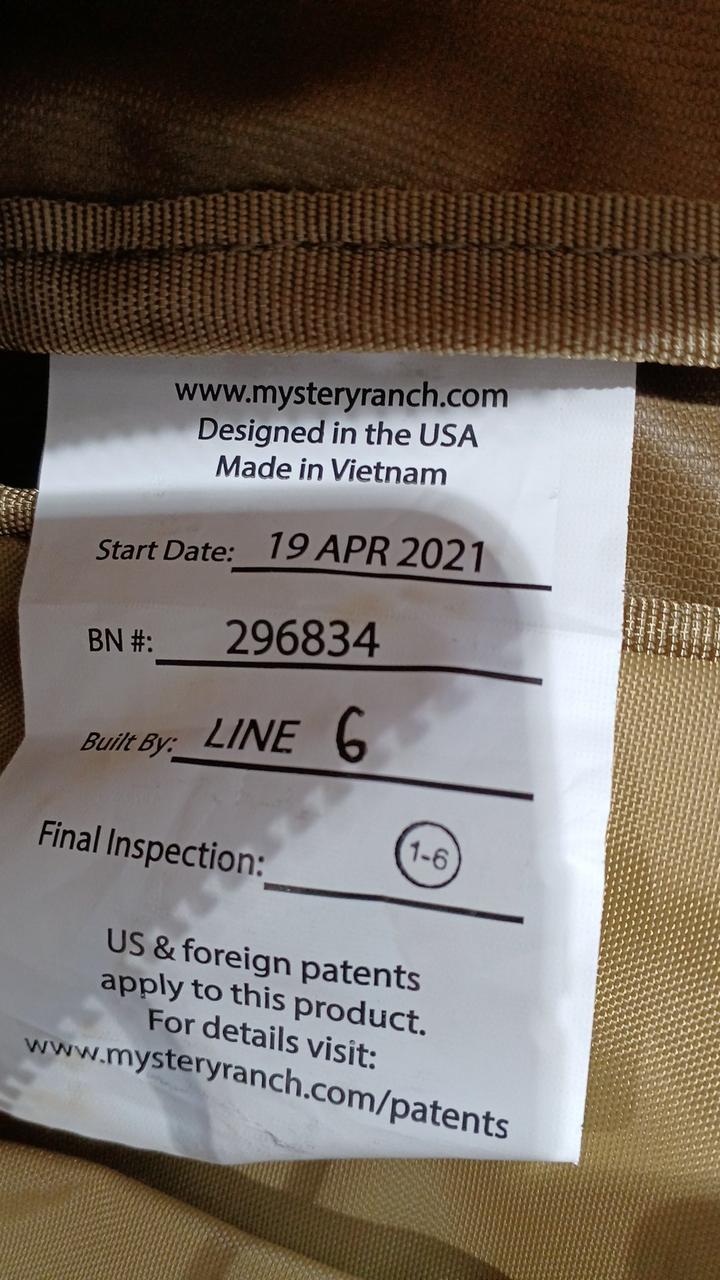 www.mysteryranch.com
Designed in the USA
Made in Vietnam
Start Date: 19 APR 2021
BN #: 296834
Built By: LINE 6
Final Inspection: 1-6
US & foreign patents
apply to this product.
For details visit:
www.mysteryranch.com/patents